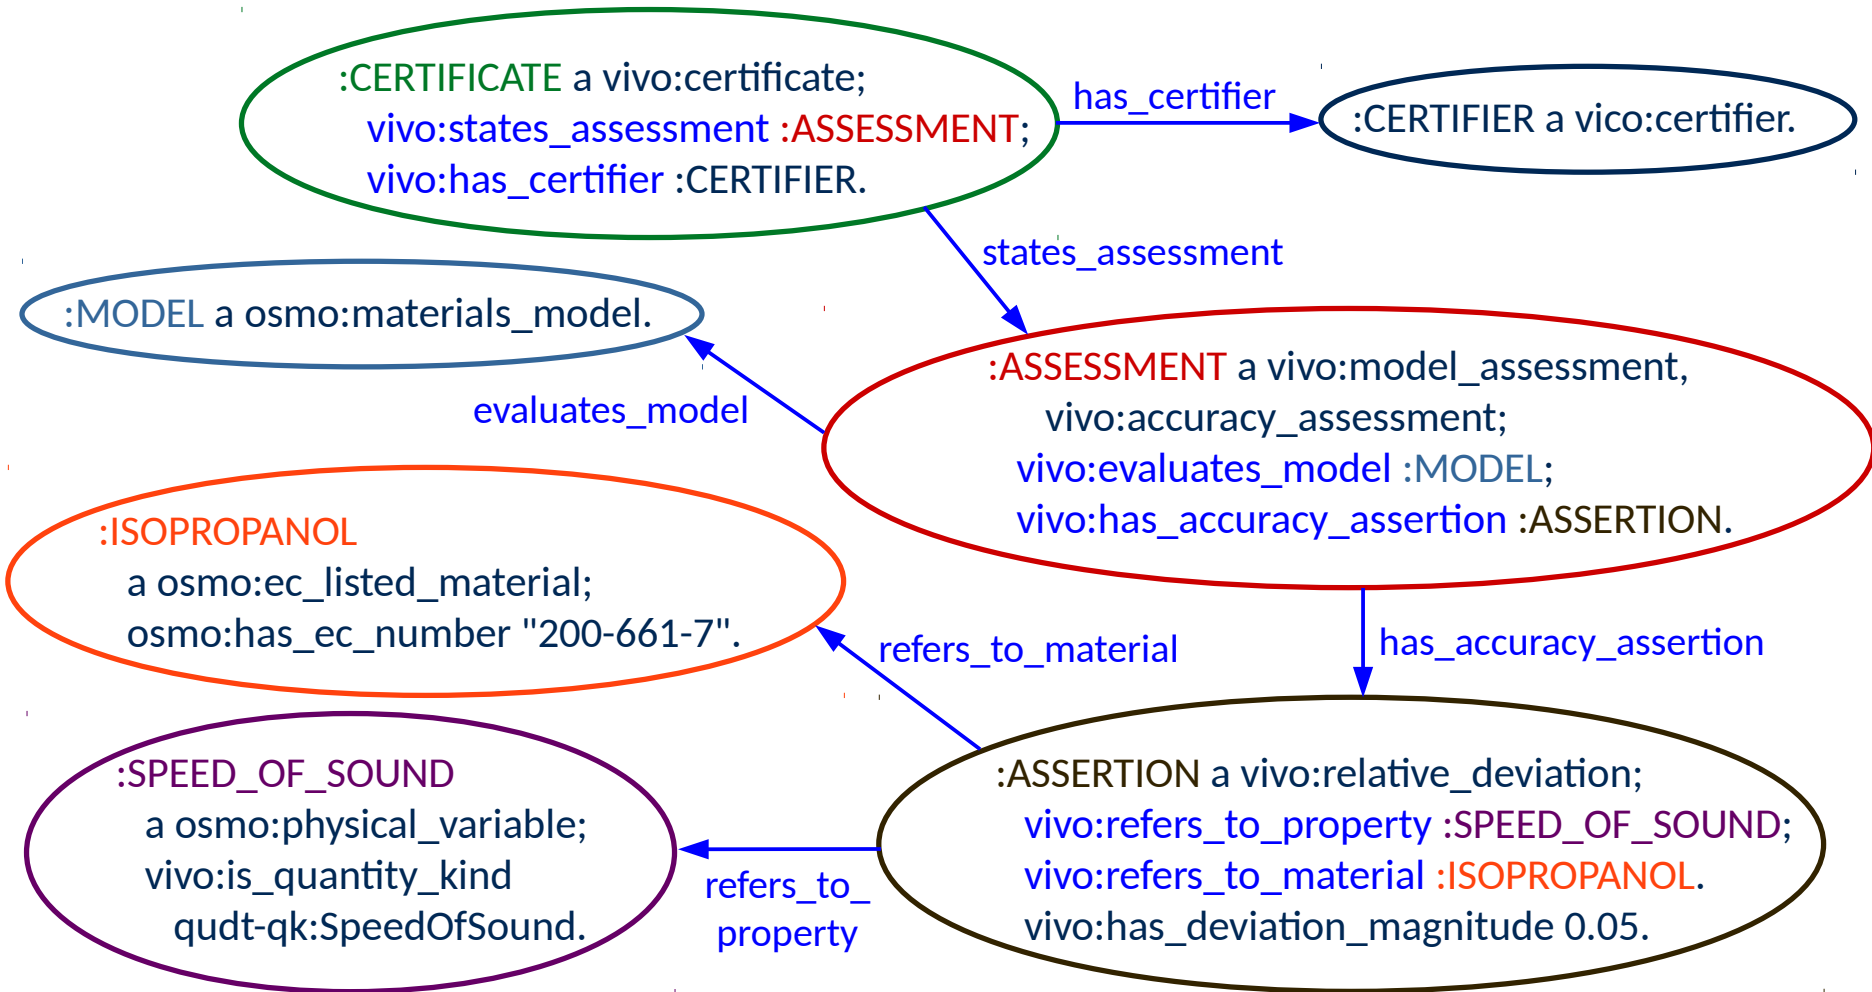 :CERTIFICATE a vivo:certificate;
vivo:states_assessment :ASSESSMENT;
vivo:has_certifier :CERTIFIER.
has_certifier
:CERTIFIER a vico:certifier.
states_assessment
:MODEL a osmo:materials_model.
evaluates_model
:ASSESSMENT a vivo:model_assessment,
vivo:accuracy_assessment;
vivo:evaluates_model :MODEL;
vivo:has_accuracy_assertion :ASSERTION.
:ISOPROPANOL
a osmo:ec_listed_material;
osmo:has_ec_number "200-661-7".
refers_to_material
has_accuracy_assertion
:SPEED_OF_SOUND
a osmo:physical_variable;
vivo:is_quantity_kind
qudt-qk:SpeedOfSound.
refers_to_
property
:ASSERTION a vivo:relative_deviation;
vivo:refers_to_property :SPEED_OF_SOUND;
vivo:refers_to_material :ISOPROPANOL.
vivo:has_deviation_magnitude 0.05.